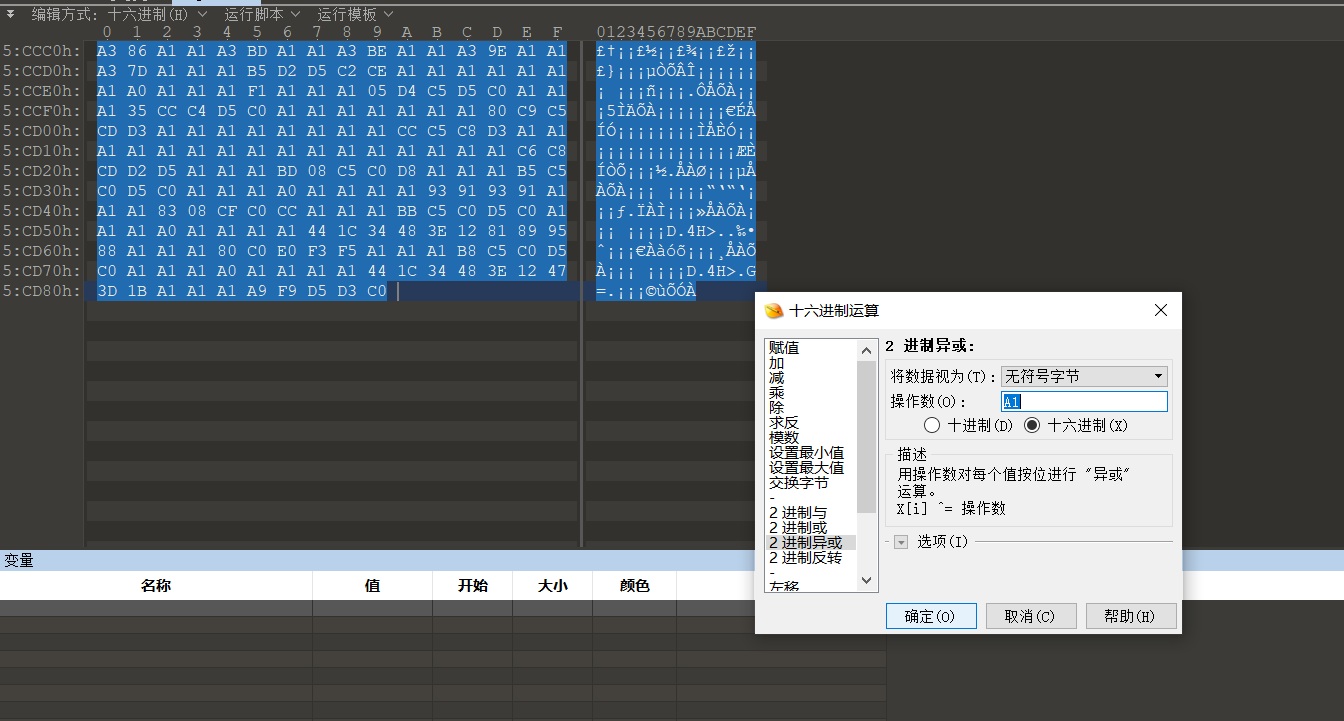 编辑方式: 十六进制(H) 运行脚本 运行模板
0 1 2 3 4 5 6 7 8 9 A B C D E F 0123456789ABCDEF
5:CCC0h: A3 86 A1 A1 A3 BD A1 A1 A3 BE A1 A1 A3 9E A1 A1 £†¡¡£½¡¡£¾¡¡£ž¡¡
5:CCD0h: A3 7D A1 A1 A1 B5 D2 D5 C2 CE A1 A1 A1 A1 A1 A1 £}¡¡¡µÒÕÂÎ¡¡¡¡¡¡
5:CCE0h: A1 A0 A1 A1 A1 F1 A1 A1 A1 05 D4 C5 D5 C0 A1 A1 ¡ ¡¡¡ñ¡¡¡.ÔÅÕÀ¡¡
5:CCF0h: A1 35 CC C4 D5 C0 A1 A1 A1 A1 A1 A1 A1 80 C9 C5 ¡5ÌÄÕÀ¡¡¡¡¡¡¡€ÉÅ
5:CD00h: CD D3 A1 A1 A1 A1 A1 A1 A1 A1 CC C5 C8 D3 A1 A1 ÍÓ¡¡¡¡¡¡¡¡ÌÅÈÓ¡¡
5:CD10h: A1 A1 A1 A1 A1 A1 A1 A1 A1 A1 A1 A1 A1 A1 C6 C8 ¡¡¡¡¡¡¡¡¡¡¡¡¡¡ÆÈ
5:CD20h: CD D2 D5 A1 A1 A1 BD 08 C5 C0 D8 A1 A1 A1 B5 C5 ÍÒÕ¡¡¡½.ÅÀØ¡¡¡µÅ
5:CD30h: C0 D5 C0 A1 A1 A1 A0 A1 A1 A1 A1 93 91 93 91 A1 ÀÕÀ¡¡¡ ¡¡¡¡“‘“‘¡
5:CD40h: A1 A1 83 08 CF C0 CC A1 A1 A1 BB C5 C0 D5 C0 A1 ¡¡ƒ.ÏÀÌ¡¡¡»ÅÀÕÀ¡
5:CD50h: A1 A1 A0 A1 A1 A1 A1 44 1C 34 48 3E 12 81 89 95 ¡¡ ¡¡¡¡D.4H>..‰•
5:CD60h: 88 A1 A1 A1 80 C0 E0 F3 F5 A1 A1 A1 B8 C5 C0 D5 ˆ¡¡¡€Ààóõ¡¡¡¸ÅÀÕ
5:CD70h: C0 A1 A1 A1 A0 A1 A1 A1 A1 44 1C 34 48 3E 12 47 À¡¡¡ ¡¡¡¡D.4H>.G
5:CD80h: 3D 1B A1 A1 A1 A9 F9 D5 D3 C0 =.¡¡¡©ùÕÓÀ
十六进制运算
赋值
加
减
乘
除
求反
模数
设置最小值
设置最大值
交换字节
-
2 进制与
2 进制或
2 进制异或
2 进制反转
-
左移
2 进制异或:
将数据视为(T): 无符号字节
操作数(O): A1
十进制(D) 十六进制(X)
描述
用操作数对每个值按位进行 "异或"
运算。
X[i] ^= 操作数
选项(I)
确定(O) 取消(C) 帮助(H)
变量
名称 值 开始 大小 颜色